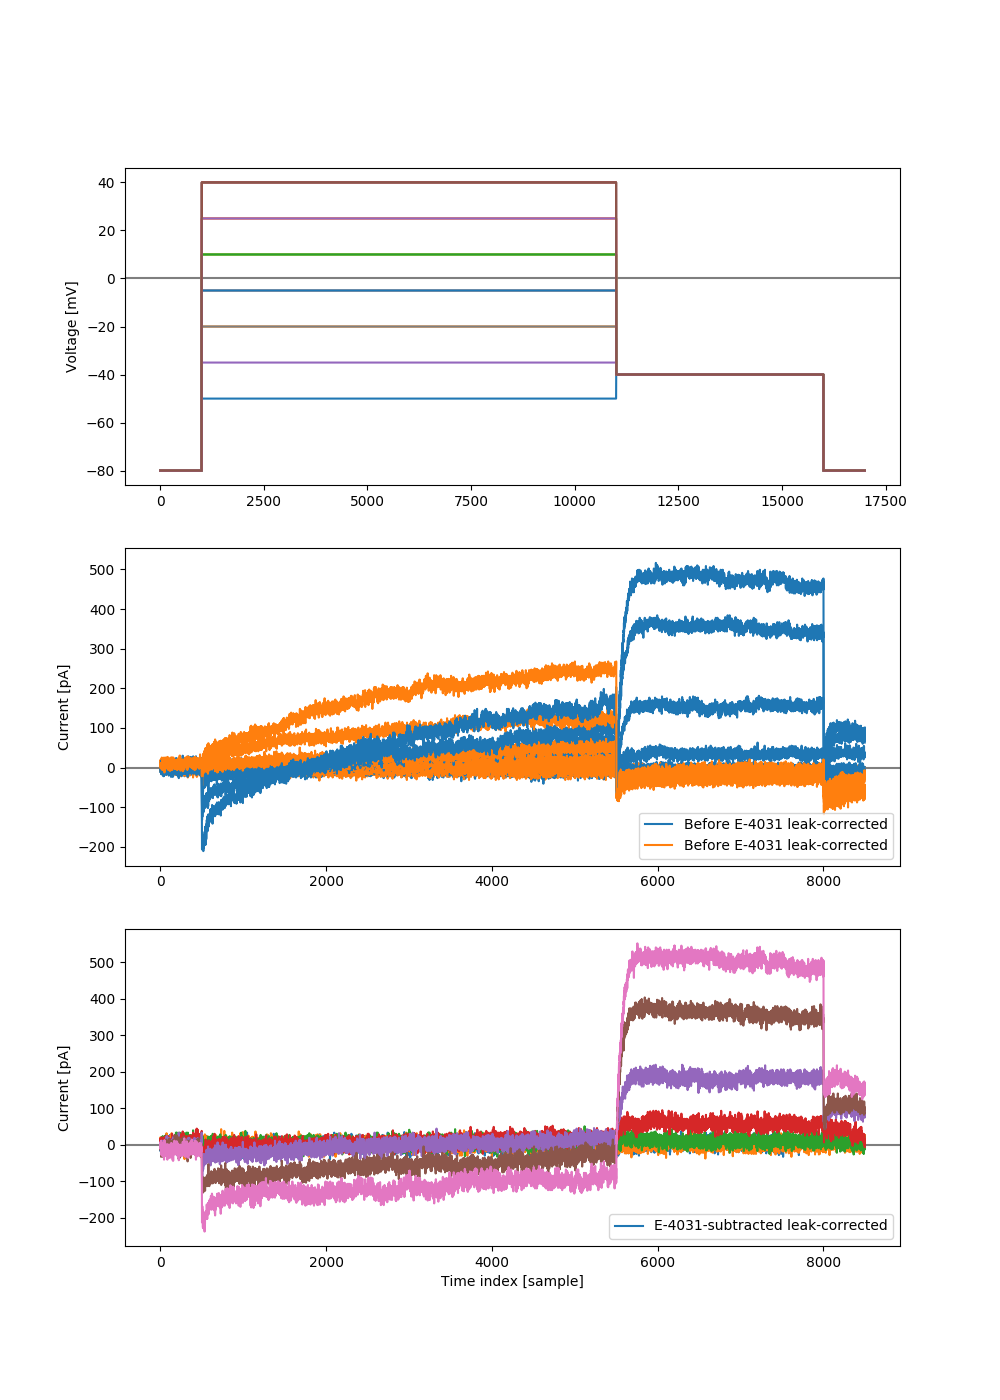 40
20
0
−20
−40
−60
−80
Voltage [mV]
0 2500 5000 7500 10000 12500 15000 17500
500
400
300
200
100
0
−100
−200
Current [pA]
Before E-4031 leak-corrected
Before E-4031 leak-corrected
0 2000 4000 6000 8000
500
400
300
200
100
0
−100
−200
Current [pA]
E-4031-subtracted leak-corrected
0 2000 4000 6000 8000
Time index [sample]